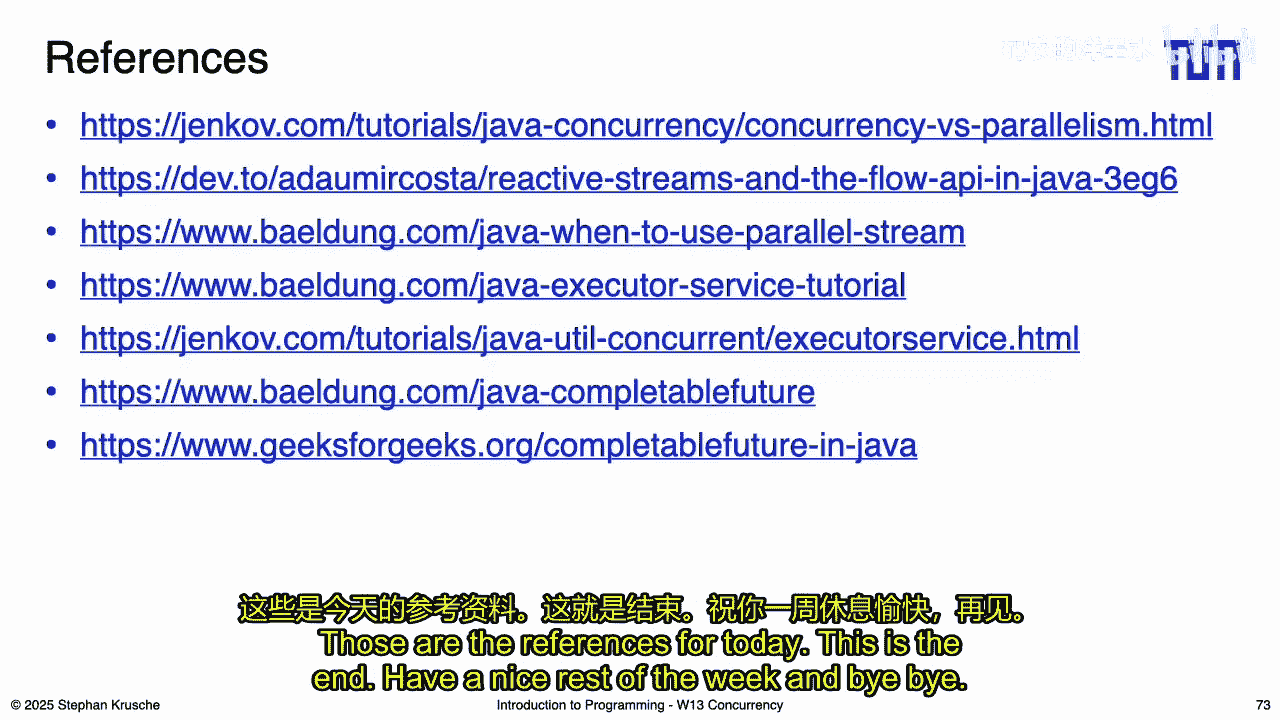 References
• https://jenkov.com/tutorials/java-concurrency/concurrency-vs-parallelism.html
• https://dev.to/adaumircosta/reactive-streams-and-the-flow-api-in-java-3eg6
• https://www.baeldung.com/java-when-to-use-parallel-stream
• https://www.baeldung.com/java-executor-service-tutorial
• https://jenkov.com/tutorials/java-util-concurrent/executorservice.html
• https://www.baeldung.com/java-completablefuture
• https://www.geeksforgeeks.org/completablefuture-in-java
这些是今天的参考资料。这就是结束。祝你一周休息愉快，再见。
Those are the references for today. This is the
end. Have a nice rest of the week and bye bye.
© 2025 Stephan Krusche
Introduction to Programming - W13 Concurrency
73